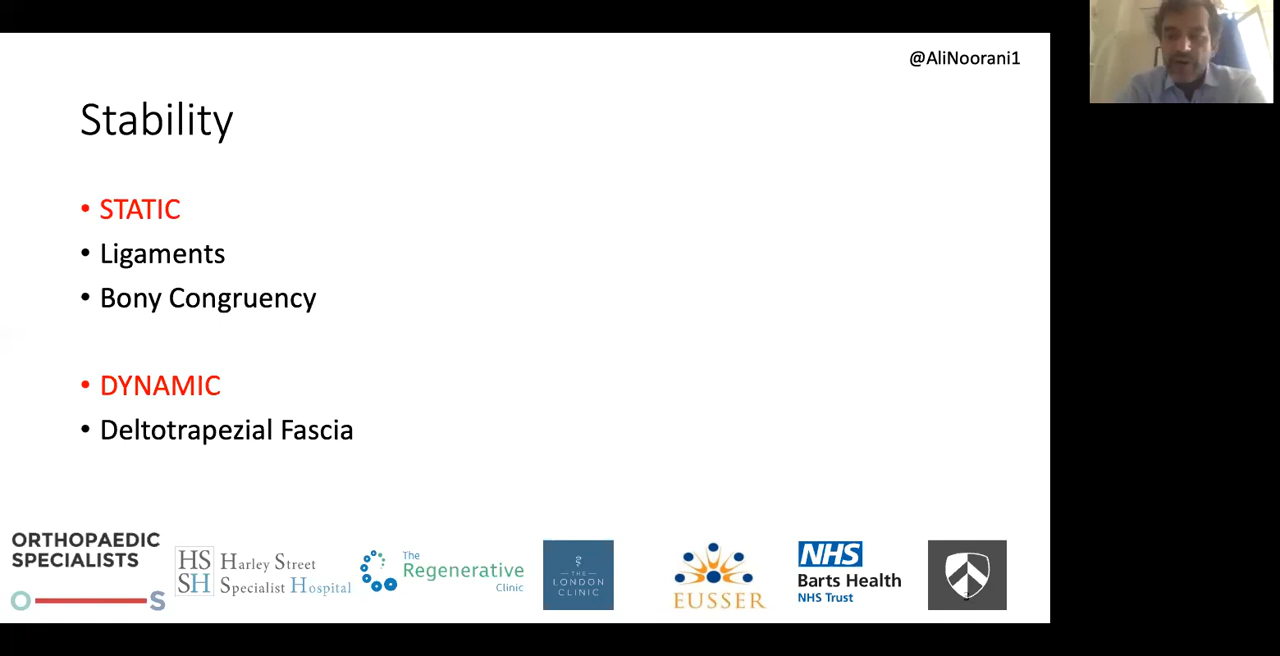 @AliNoorani1
Stability
• STATIC
• Ligaments
• Bony Congruency
• DYNAMIC
• Deltotrapezial Fascia
ORTHOPAEDIC
SPECIALISTS
O S
HS
SH
Harley Street
Specialist Hospital
The
Regenerative
Clinic
THE
LONDON
CLINIC
EUSSER
NHS
Barts Health
NHS Trust